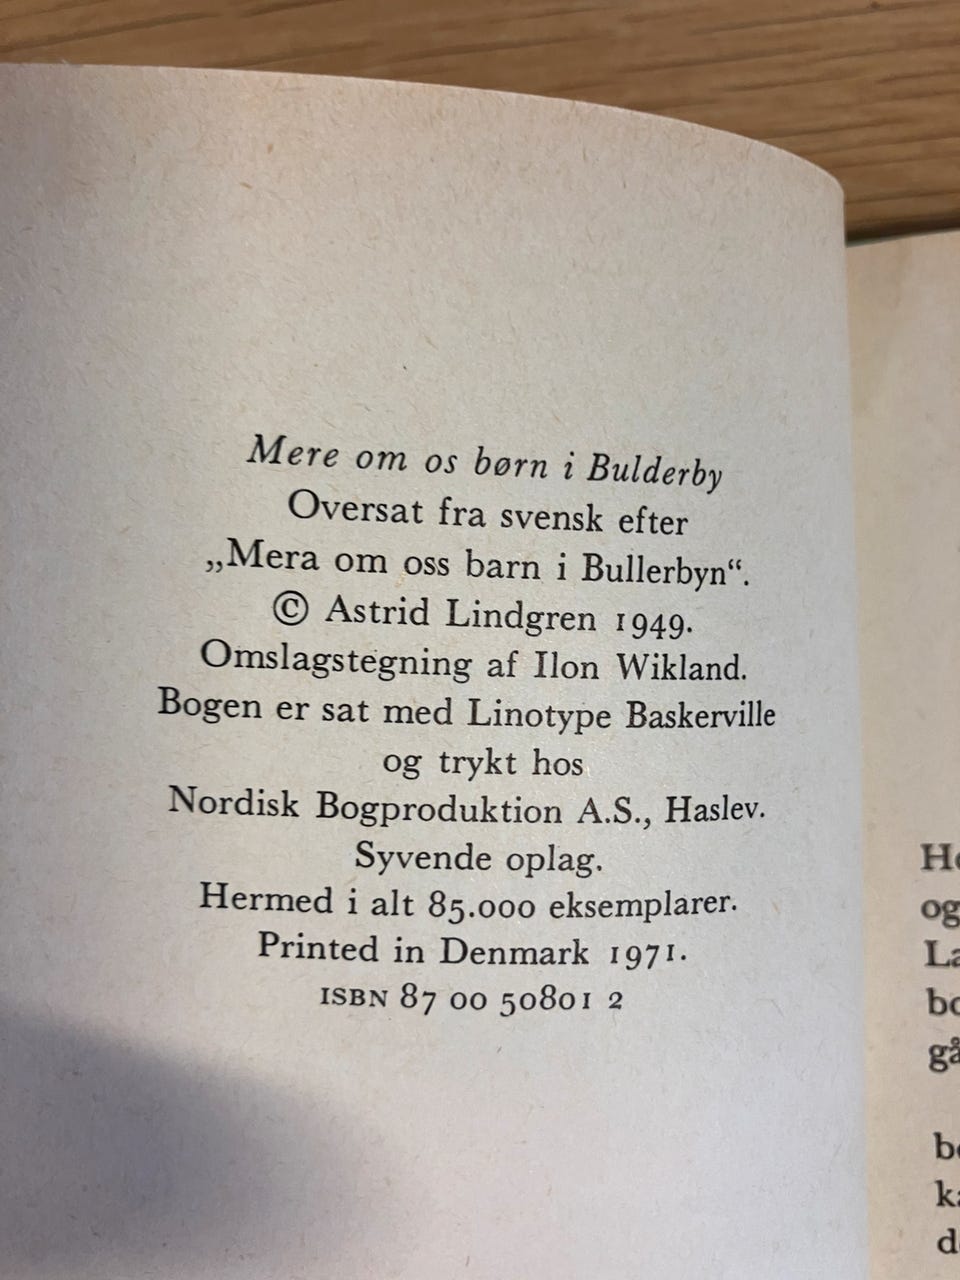 Mere om os børn i Bulderby
Oversat fra svensk efter
„Mera om oss barn i Bullerbyn“.
© Astrid Lindgren 1949.
Omslagstegning af Ilon Wikland.
Bogen er sat med Linotype Baskerville
og trykt hos
Nordisk Bogproduktion A.S., Haslev.
Syvende oplag.
Hermed i alt 85.000 eksemplarer.
Printed in Denmark 1971.
ISBN 87 00 50801 2
og